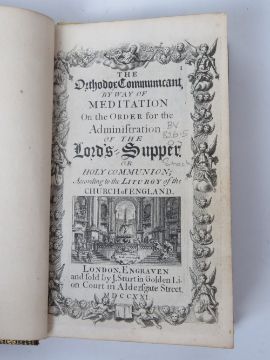 THE
Orthodox Communicant,
BY WAY OF
MEDITATION
On the ORDER for the
Administration
OF THE
Lord's-Supper,
OR
HOLY COMMUNION;
According to the LITURGY of the
CHURCH of ENGLAND.
LONDON, ENGRAVEN
and sold by J. Sturt in Golden Li-
on Court in Aldersgate Street.
MDCCXXI
BV